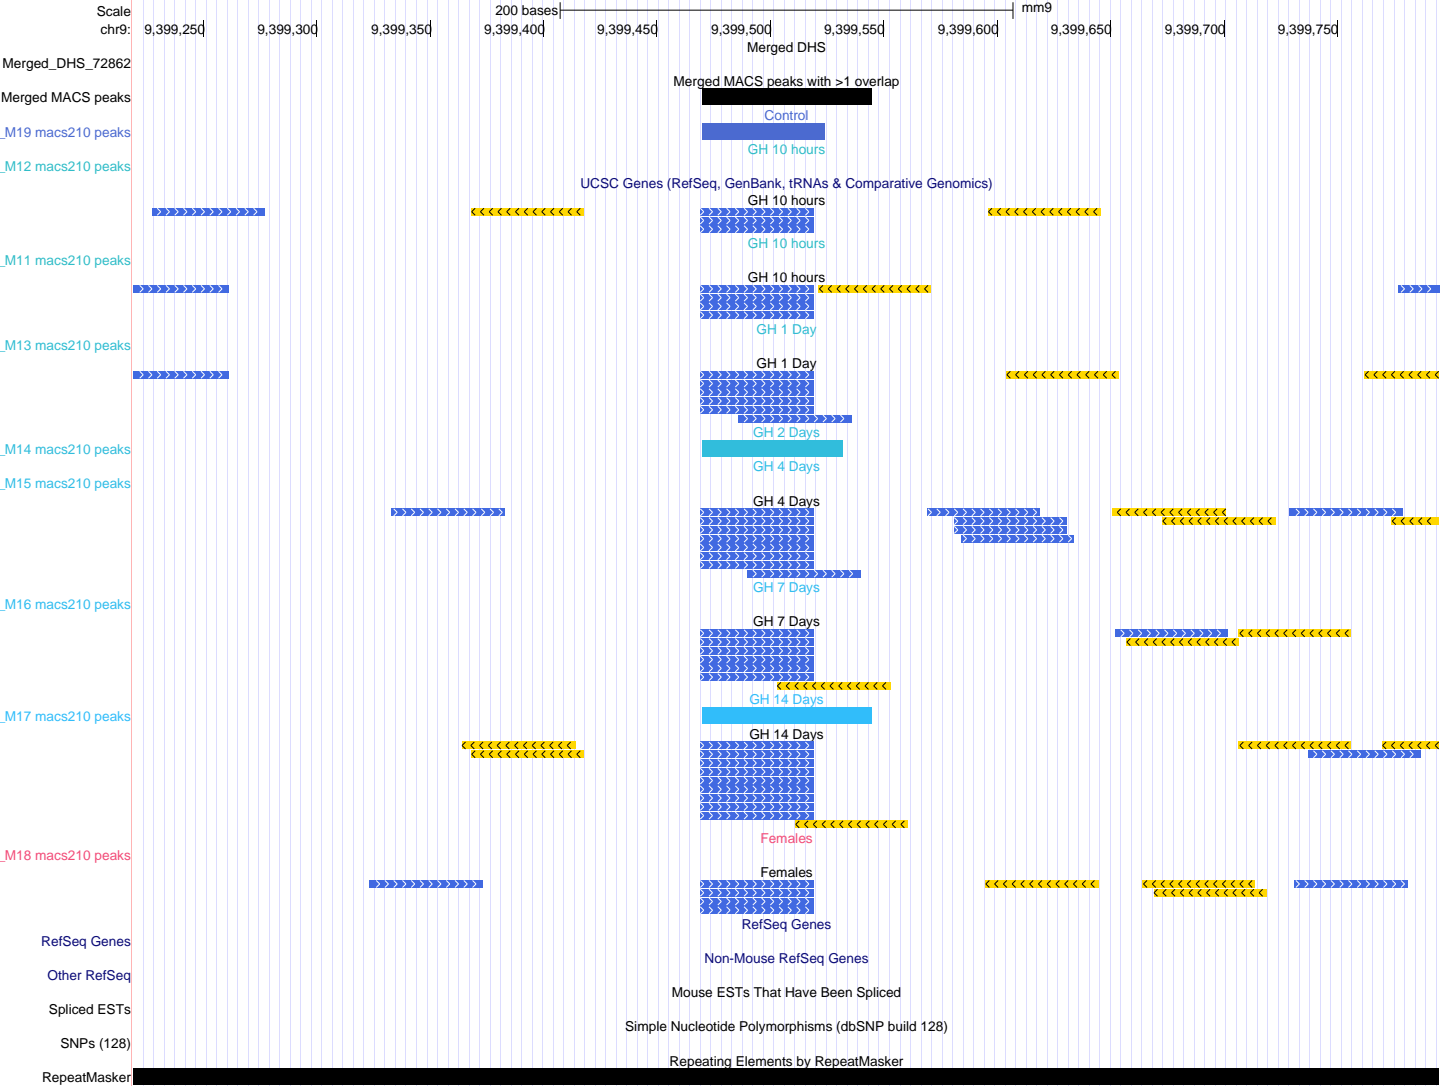 Scale 200 bases mm9
chr9: 9,399,250 9,399,300 9,399,350 9,399,400 9,399,450 9,399,500 9,399,550 9,399,600 9,399,650 9,399,700 9,399,750
Merged DHS
Merged_DHS_72862
Merged MACS peaks with >1 overlap
Merged MACS peaks
Control
_M19 macs210 peaks
GH 10 hours
_M12 macs210 peaks
UCSC Genes (RefSeq, GenBank, tRNAs & Comparative Genomics)
GH 10 hours
GH 10 hours
_M11 macs210 peaks
GH 10 hours
GH 1 Day
_M13 macs210 peaks
GH 1 Day
GH 2 Days
_M14 macs210 peaks
GH 4 Days
_M15 macs210 peaks
GH 4 Days
GH 7 Days
_M16 macs210 peaks
GH 7 Days
GH 14 Days
_M17 macs210 peaks
GH 14 Days
Females
_M18 macs210 peaks
Females
RefSeq Genes
RefSeq Genes
Non-Mouse RefSeq Genes
Other RefSeq
Mouse ESTs That Have Been Spliced
Spliced ESTs
Simple Nucleotide Polymorphisms (dbSNP build 128)
SNPs (128)
Repeating Elements by RepeatMasker
RepeatMasker